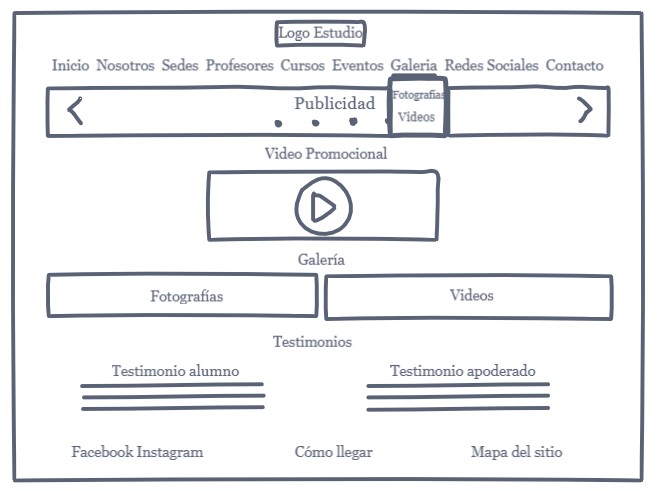 Logo Estudio
Inicio Nosotros Sedes Profesores Cursos Eventos Galeria Redes Sociales Contacto
Publicidad
Fotografias
Videos
Video Promocional
Galería
Fotografías Videos
Testimonios
Testimonio alumno Testimonio apoderado
Facebook Instagram Cómo llegar Mapa del sitio